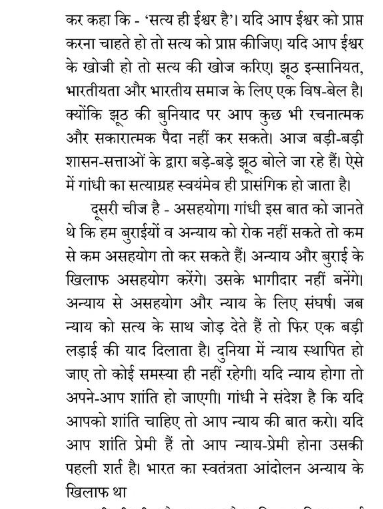 कर कहा कि - ‘सत्य ही ईश्वर है’। यदि आप ईश्वर को प्राप्त
करना चाहते हो तो सत्य को प्राप्त कीजिए। यदि आप ईश्वर
के खोजी हो तो सत्य की खोज करिए। झूठ इन्सानियत,
भारतीयता और भारतीय समाज के लिए एक विष-बेल है।
क्योंकि झूठ की बुनियाद पर आप कुछ भी रचनात्मक
और सकारात्मक पैदा नहीं कर सकते। आज बड़ी-बड़ी
शासन-सत्ताओं के द्वारा बड़े-बड़े झूठ बोले जा रहे हैं। ऐसे
में गांधी का सत्याग्रह स्वयंमेव ही प्रासंगिक हो जाता है।
दूसरी चीज है - असहयोग। गांधी इस बात को जानते
थे कि हम बुराईयों व अन्याय को रोक नहीं सकते तो कम
से कम असहयोग तो कर सकते हैं। अन्याय और बुराई के
खिलाफ असहयोग करेंगे। उसके भागीदार नहीं बनेंगे।
अन्याय से असहयोग और न्याय के लिए संघर्ष। जब
न्याय को सत्य के साथ जोड़ देते हैं तो फिर एक बड़ी
लड़ाई की याद दिलाता है। दुनिया में न्याय स्थापित हो
जाए तो कोई समस्या ही नहीं रहेगी। यदि न्याय होगा तो
अपने-आप शांति हो जाएगी। गांधी ने संदेश है कि यदि
आपको शांति चाहिए तो आप न्याय की बात करो। यदि
आप शांति प्रेमी हैं तो आप न्याय-प्रेमी होना उसकी
पहली शर्त है। भारत का स्वतंत्रता आंदोलन अन्याय के
खिलाफ था